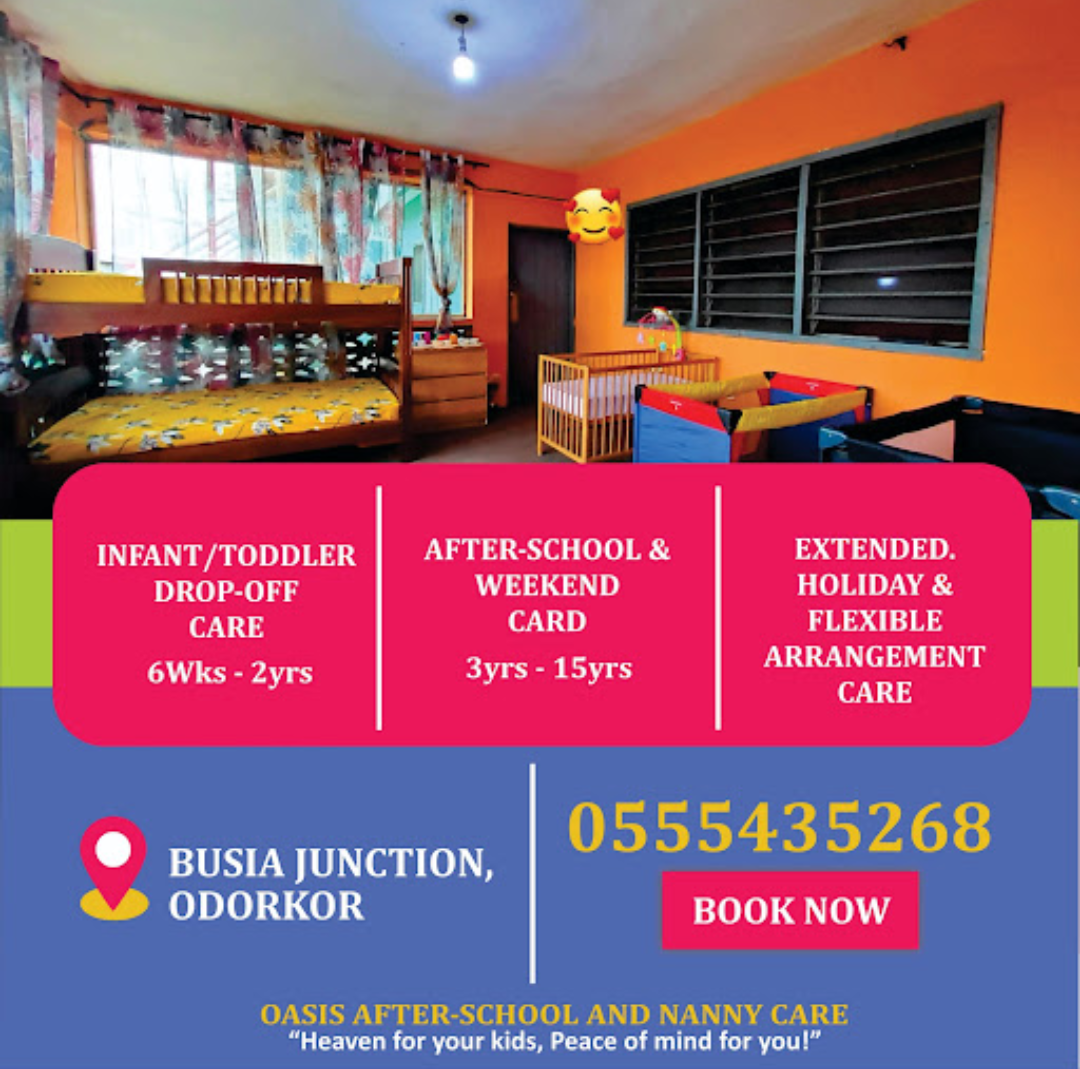 INFANT/TODDLER
DROP-OFF
CARE
6Wks - 2yrs
AFTER-SCHOOL &
WEEKEND
CARD
3yrs - 15yrs
EXTENDED.
HOLIDAY &
FLEXIBLE
ARRANGEMENT
CARE
BUSIA JUNCTION,
ODORKOR
0555435268
BOOK NOW
OASIS AFTER-SCHOOL AND NANNY CARE
“Heaven for your kids, Peace of mind for you!”